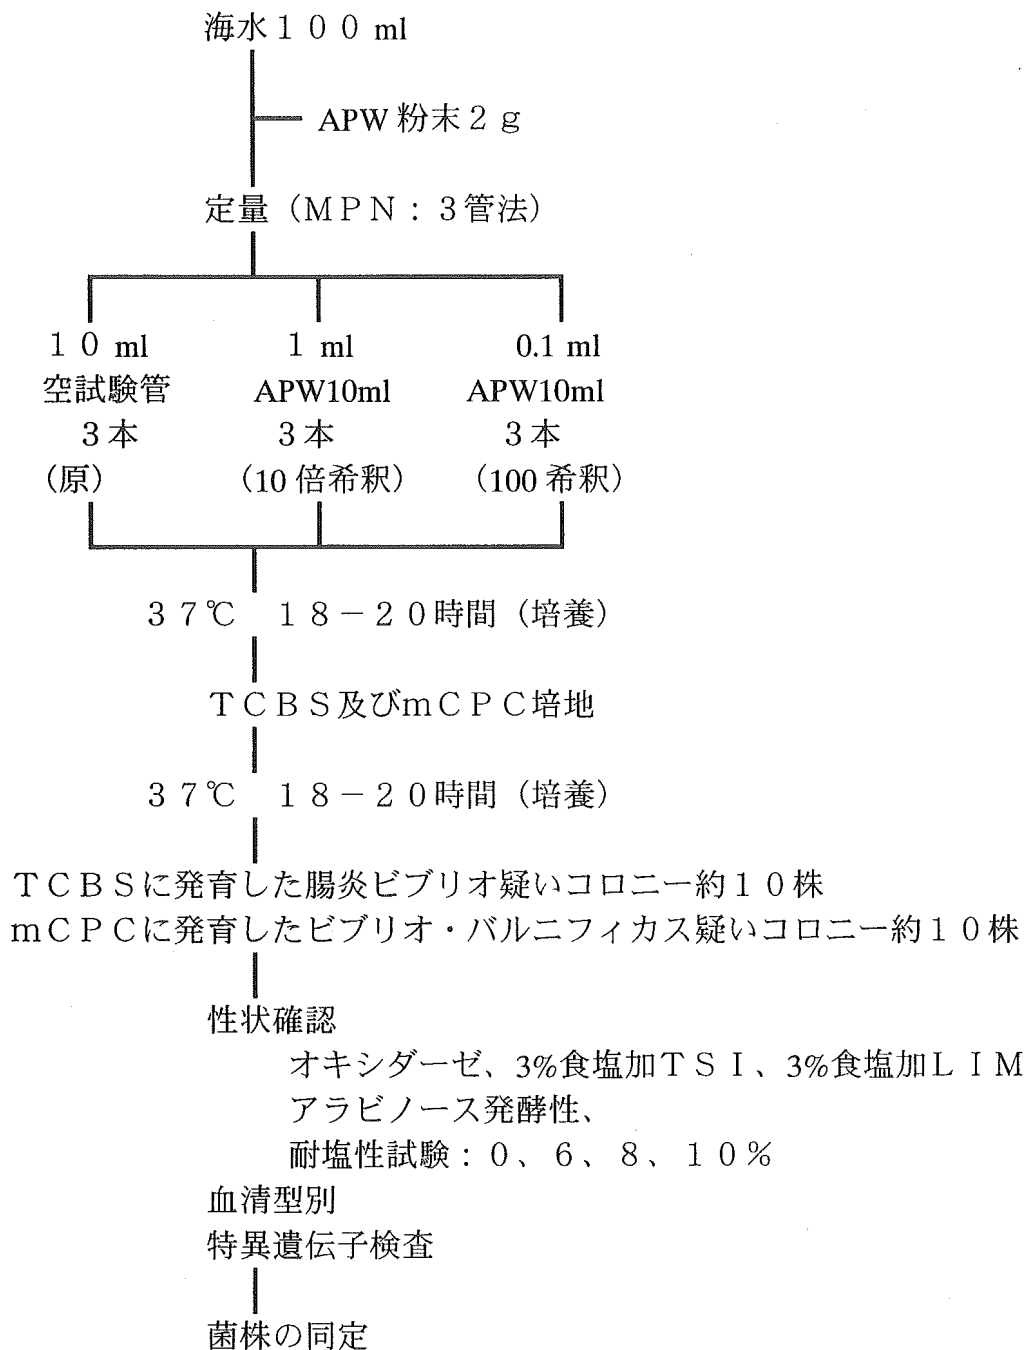 海水１００ ml
APW 粉末２ｇ
定量（ＭＰＮ：３管法）
１０ ml １ ml 0.1 ml
空試験管 APW10ml APW10ml
３本 ３本 ３本
（原） （10 倍希釈） （100 希釈）
３７℃ １８－２０時間（培養）
ＴＣＢＳ及びｍＣＰＣ培地
３７℃ １８－２０時間（培養）
ＴＣＢＳに発育した腸炎ビブリオ疑いコロニー約１０株
ｍＣＰＣに発育したビブリオ・バルニフィカス疑いコロニー約１０株
性状確認
オキシダーゼ、3%食塩加ＴＳＩ、3%食塩加ＬＩＭ
アラビノース発酵性、
耐塩性試験：０、６、８、１０％
血清型別
特異遺伝子検査
菌株の同定